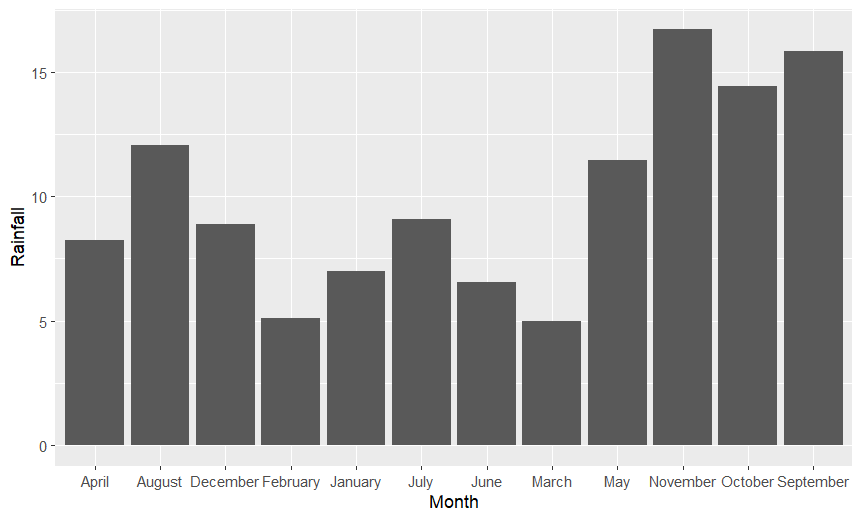 15
10
5
0
Rainfall
April August December February January July June March May November October September
Month